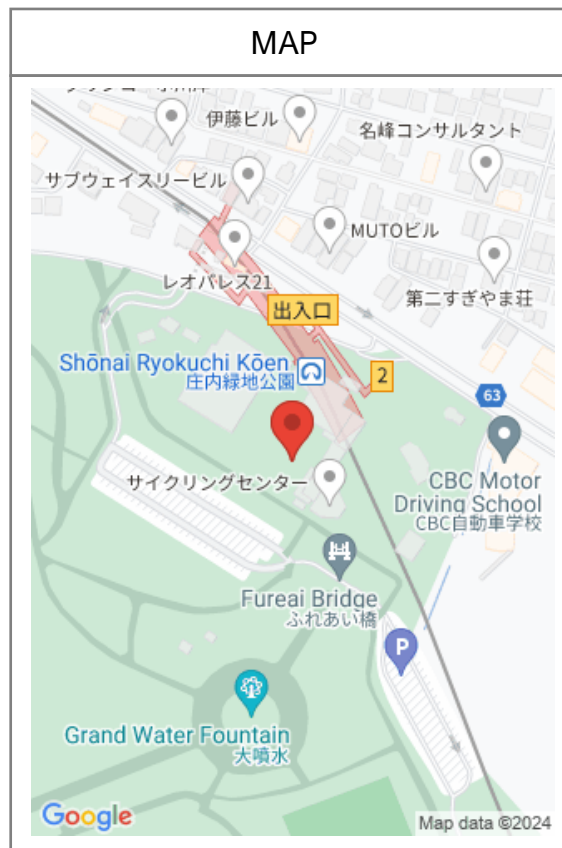 MAP
伊藤ビル
名峰コンサルタント
サブウェイスリービル
MUTOビル
レオパレス21
第二すぎやま荘
出入口
Shōnai Ryokuchi Kōen
庄内緑地公園
2
63
サイクリングセンター
CBC Motor
Driving School
CBC自動車学校
Fureai Bridge
ふれあい橋
P
Grand Water Fountain
大噴水
Google
Map data ©2024